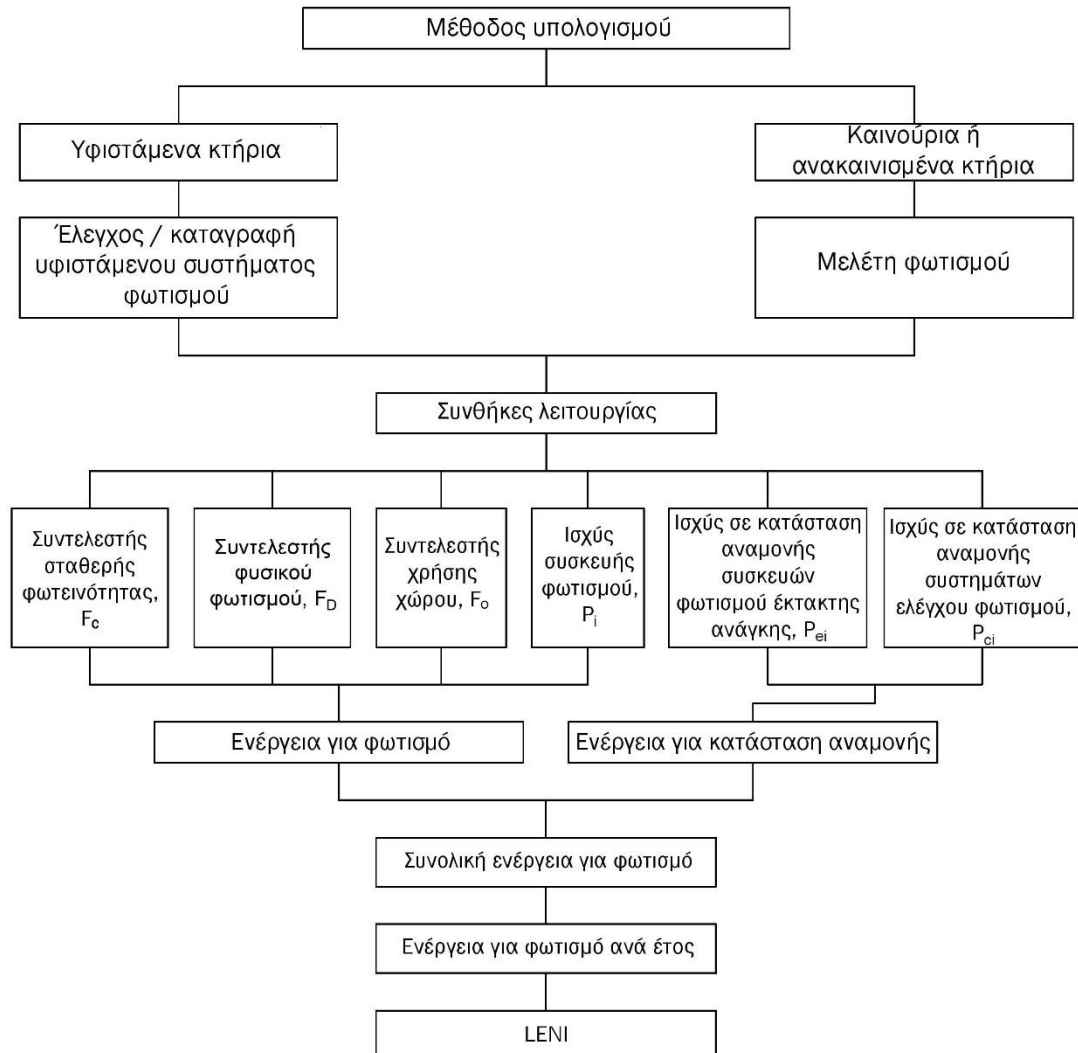 Μέθοδος υπολογισμού
Υφιστάμενα κτήρια
Καινούρια ή
ανακαινισμένα κτήρια
Έλεγχος / καταγραφή
υφιστάμενου συστήματος
φωτισμού
Μελέτη φωτισμού
Συνθήκες λειτουργίας
Συντελεστής
σταθερής
φωτεινότητας,
Fc
Συντελεστής
φυσικού
φωτισμού, FD
Συντελεστής
χρήσης
χώρου, Fo
Ισχύς
συσκευής
φωτισμού,
Pi
Ισχύς σε κατάσταση
αναμονής
συσκευών
φωτισμού έκτακτης
ανάγκης, Pei
Ισχύς σε κατάσταση
αναμονής
συστημάτων
ελέγχου φωτισμού,
Pci
Ενέργεια για φωτισμό
Ενέργεια για κατάσταση αναμονής
Συνολική ενέργεια για φωτισμό
Ενέργεια για φωτισμό ανά έτος
LENI